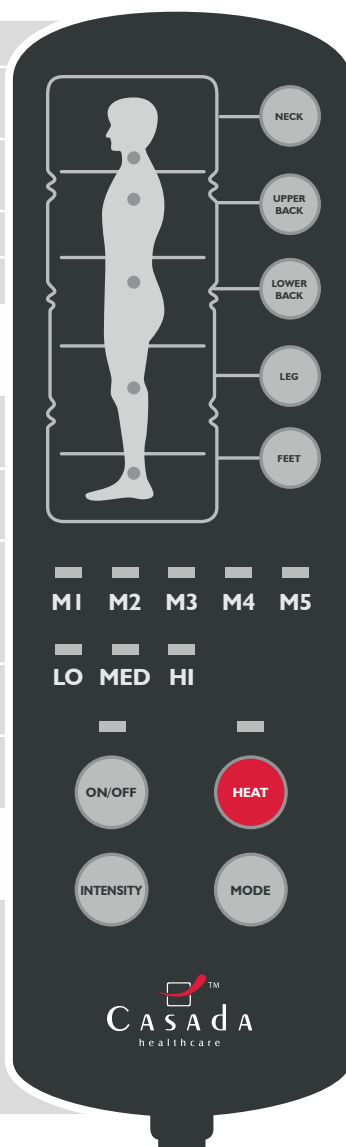 NECK
UPPER
BACK
LOWER
BACK
LEG
FEET
M1 M2 M3 M4 M5
LO MED HI
ON/OFF HEAT
INTENSITY MODE
TM
CASADA
healthcare